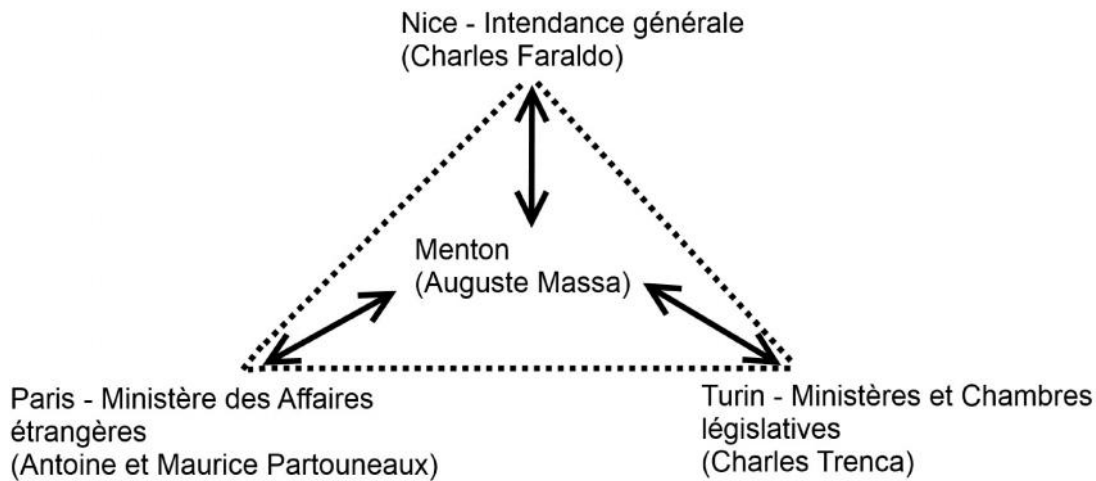 Nice - Intendance générale
(Charles Faraldo)
Menton
(Auguste Massa)
Paris - Ministère des Affaires
étrangères
(Antoine et Maurice Partouneaux)
Turin - Ministères et Chambres
législatives
(Charles Trenca)